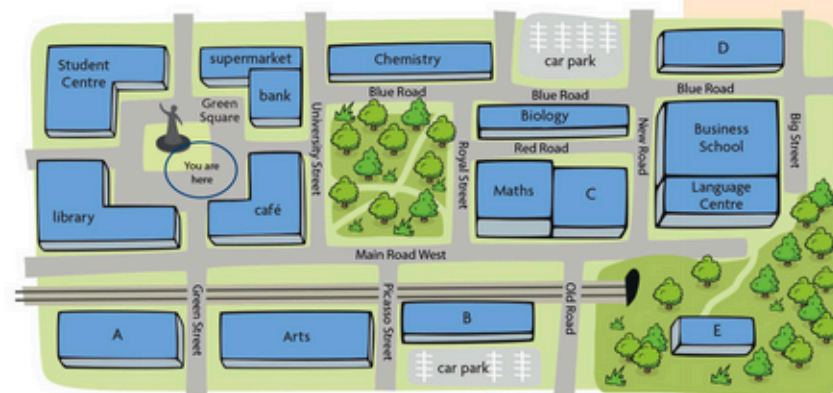 D
supermarket
Student
Centre
Chemistry
car park
Blue Road
Blue Road
Blue Road
bank
Green
Square
Biology
University Street
Royal Street
New Road
Big Street
Business
School
Red Road
You are
here
Maths
C
Language
Centre
library
café
Main Road West
Green Street
Picasso Street
Old Road
A
Arts
B
E
car park